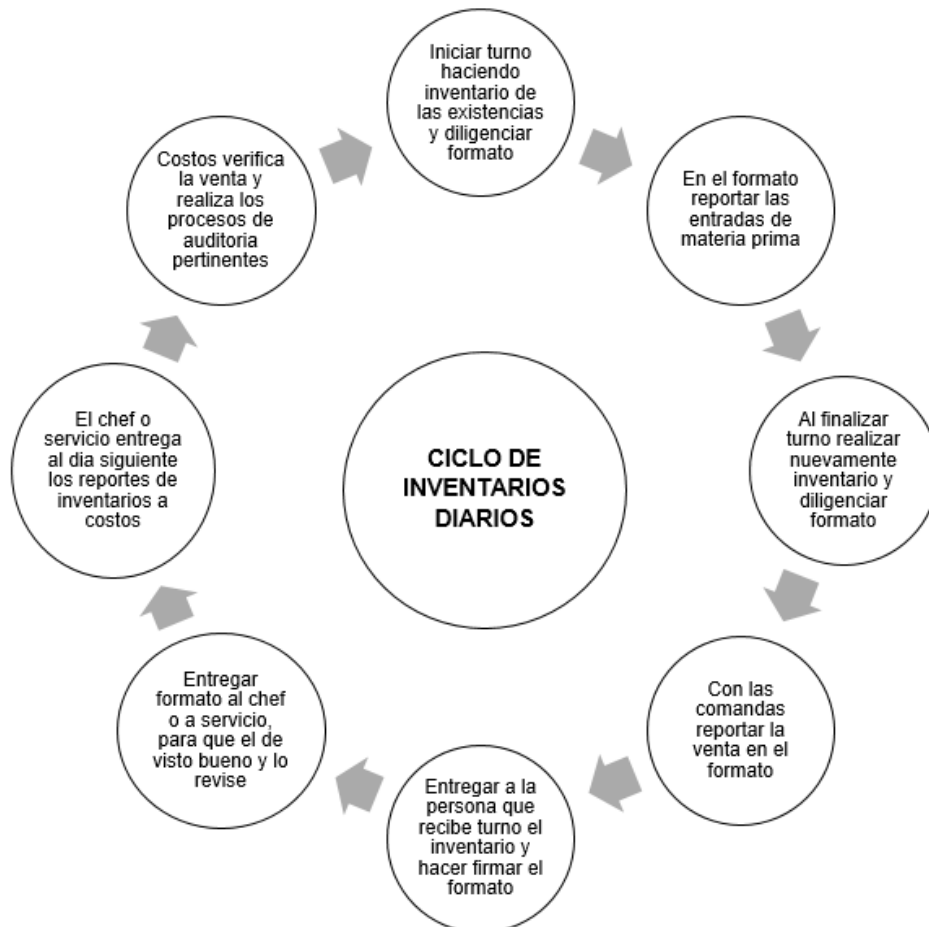 Iniciar turno
haciendo
inventario de
las existencias
y diligenciar
formato
En el formato
reportar las
entradas de
materia prima
Al finalizar
turno realizar
nuevamente
inventario y
diligenciar
formato
Con las
comandas
reportar la
venta en el
formato
Entregar a la
persona que
recibe turno el
inventario y
hacer firmar el
formato
Entregar
formato al chef
o a servicio,
para que el de
visto bueno y lo
revise
El chef o
servicio entrega
al dia siguiente
los reportes de
inventarios a
costos
Costos verifica
la venta y
realiza los
procesos de
auditoria
pertinentes
CICLO DE
INVENTARIOS
DIARIOS